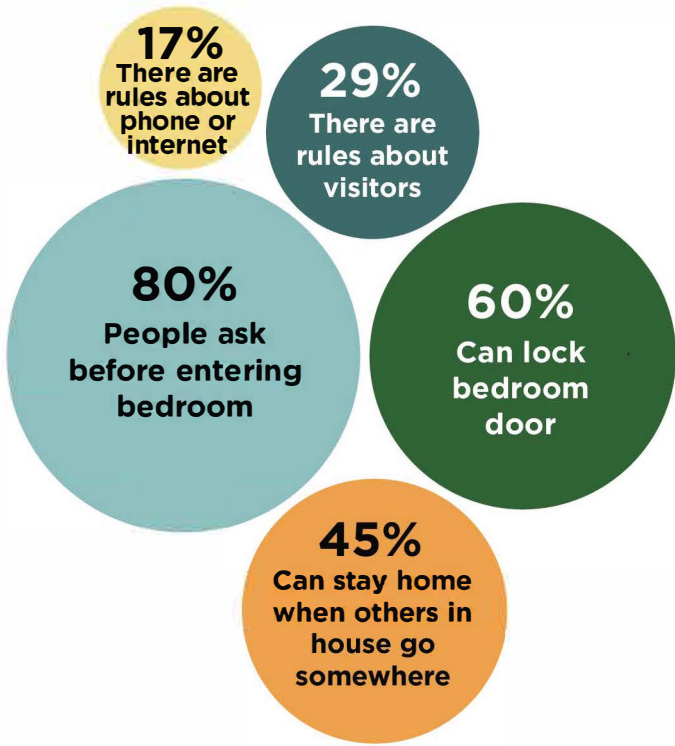 17%
There are
rules about
phone or
internet
29%
There are
rules about
visitors
80%
People ask
before entering
bedroom
60%
Can lock
bedroom
door
45%
Can stay home
when others in
house go
somewhere